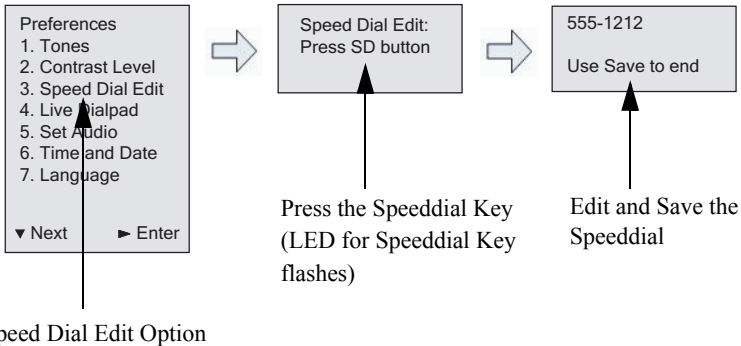 Preferences
1. Tones
2. Contrast Level
3. Speed Dial Edit
4. Live Dialpad
5. Set Audio
6. Time and Date
7. Language
▼ Next ► Enter
Speed Dial Edit:
Press SD button
555-1212
Use Save to end
Press the Speeddial Key
(LED for Speeddial Key
flashes)
Edit and Save the
Speeddial
peed Dial Edit Option